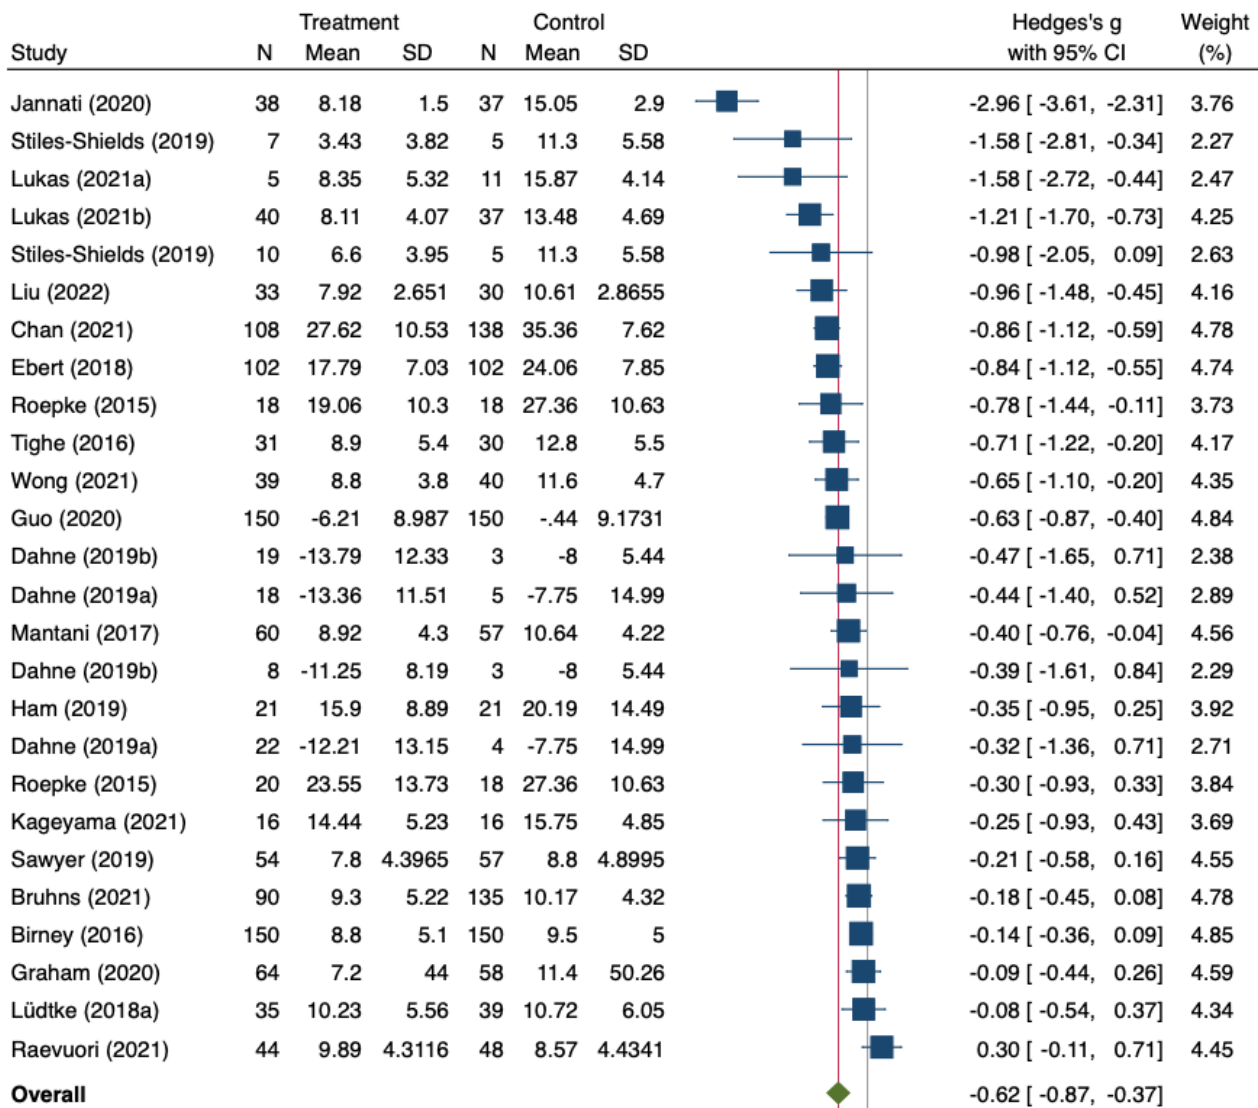 Treatment Control Hedges's g Weight
Study N Mean SD N Mean SD with 95% CI (%)
Jannati (2020) 38 8.18 1.5 37 15.05 2.9 -2.96 [ -3.61, -2.31] 3.76
Stiles-Shields (2019) 7 3.43 3.82 5 11.3 5.58 -1.58 [ -2.81, -0.34] 2.27
Lukas (2021a) 5 8.35 5.32 11 15.87 4.14 -1.58 [ -2.72, -0.44] 2.47
Lukas (2021b) 40 8.11 4.07 37 13.48 4.69 -1.21 [ -1.70, -0.73] 4.25
Stiles-Shields (2019) 10 6.6 3.95 5 11.3 5.58 -0.98 [ -2.05, 0.09] 2.63
Liu (2022) 33 7.92 2.651 30 10.61 2.8655 -0.96 [ -1.48, -0.45] 4.16
Chan (2021) 108 27.62 10.53 138 35.36 7.62 -0.86 [ -1.12, -0.59] 4.78
Ebert (2018) 102 17.79 7.03 102 24.06 7.85 -0.84 [ -1.12, -0.55] 4.74
Roepke (2015) 18 19.06 10.3 18 27.36 10.63 -0.78 [ -1.44, -0.11] 3.73
Tighe (2016) 31 8.9 5.4 30 12.8 5.5 -0.71 [ -1.22, -0.20] 4.17
Wong (2021) 39 8.8 3.8 40 11.6 4.7 -0.65 [ -1.10, -0.20] 4.35
Guo (2020) 150 -6.21 8.987 150 -.44 9.1731 -0.63 [ -0.87, -0.40] 4.84
Dahne (2019b) 19 -13.79 12.33 3 -8 5.44 -0.47 [ -1.65, 0.71] 2.38
Dahne (2019a) 18 -13.36 11.51 5 -7.75 14.99 -0.44 [ -1.40, 0.52] 2.89
Mantani (2017) 60 8.92 4.3 57 10.64 4.22 -0.40 [ -0.76, -0.04] 4.56
Dahne (2019b) 8 -11.25 8.19 3 -8 5.44 -0.39 [ -1.61, 0.84] 2.29
Ham (2019) 21 15.9 8.89 21 20.19 14.49 -0.35 [ -0.95, 0.25] 3.92
Dahne (2019a) 22 -12.21 13.15 4 -7.75 14.99 -0.32 [ -1.36, 0.71] 2.71
Roepke (2015) 20 23.55 13.73 18 27.36 10.63 -0.30 [ -0.93, 0.33] 3.84
Kageyama (2021) 16 14.44 5.23 16 15.75 4.85 -0.25 [ -0.93, 0.43] 3.69
Sawyer (2019) 54 7.8 4.3965 57 8.8 4.8995 -0.21 [ -0.58, 0.16] 4.55
Bruhns (2021) 90 9.3 5.22 135 10.17 4.32 -0.18 [ -0.45, 0.08] 4.78
Birney (2016) 150 8.8 5.1 150 9.5 5 -0.14 [ -0.36, 0.09] 4.85
Graham (2020) 64 7.2 44 58 11.4 50.26 -0.09 [ -0.44, 0.26] 4.59
Lüdtke (2018a) 35 10.23 5.56 39 10.72 6.05 -0.08 [ -0.54, 0.37] 4.34
Raevuori (2021) 44 9.89 4.3116 48 8.57 4.4341 0.30 [ -0.11, 0.71] 4.45
Overall -0.62 [ -0.87, -0.37]